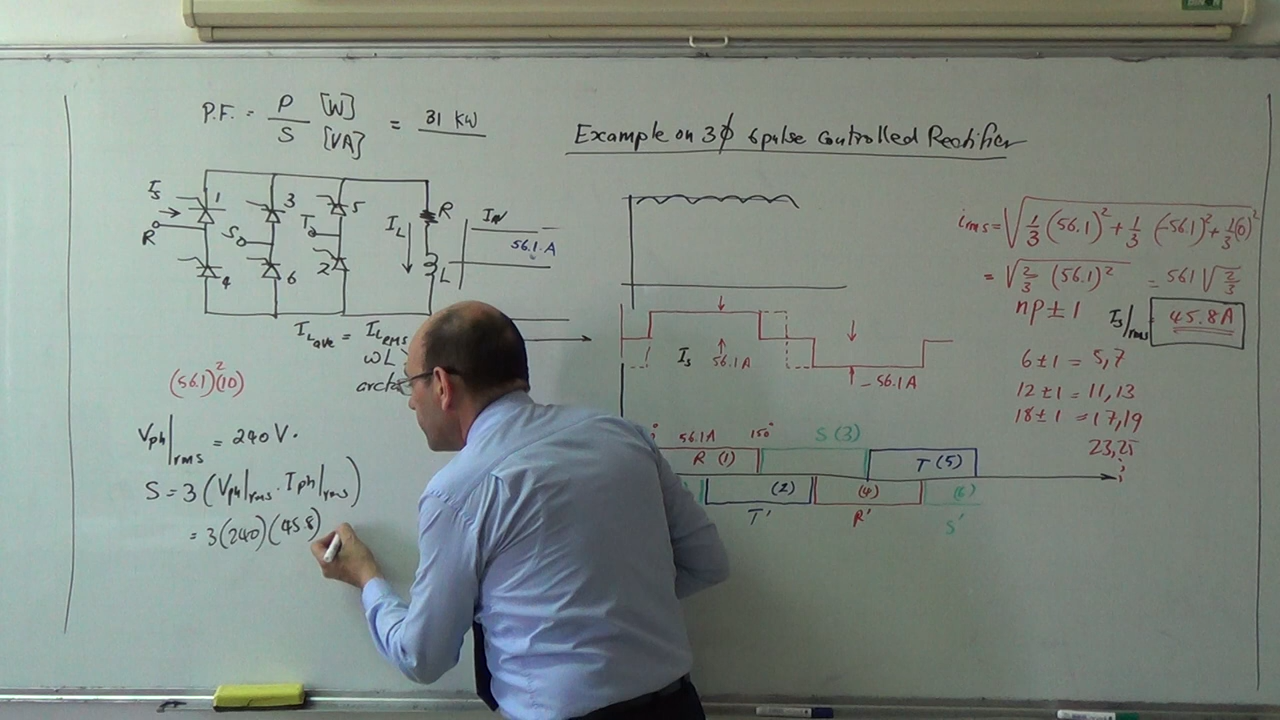 P.F. = P [W] / S [VA] = 31 KW
Example on 3ϕ 6pulse Controlled Rectifier
Is
1
3
5
R
S
T
4
6
2
IL
R
L
56.1 A
ILave = ILRMS
wL
(56.1)²(10)
Vph|rms = 240 V.
S = 3 (Vph|rms . Iph|rms)
= 3(240)(45.8)
Is
56.1A
- 56.1A
56.1A
150°
R (1)
S (3)
T (5)
(2)
(4)
(6)
T'
R'
S'
i
irms = √ 1/3 (56.1)² + 1/3 (-56.1)² + 1/3 (0)²
= √ 2/3 (56.1)² = 561 √ 2/3
np ± 1
Is/rms
45.8A
6 ± 1 = 5,7
12 ± 1 = 11, 13
18 ± 1 = 17,19
23,25